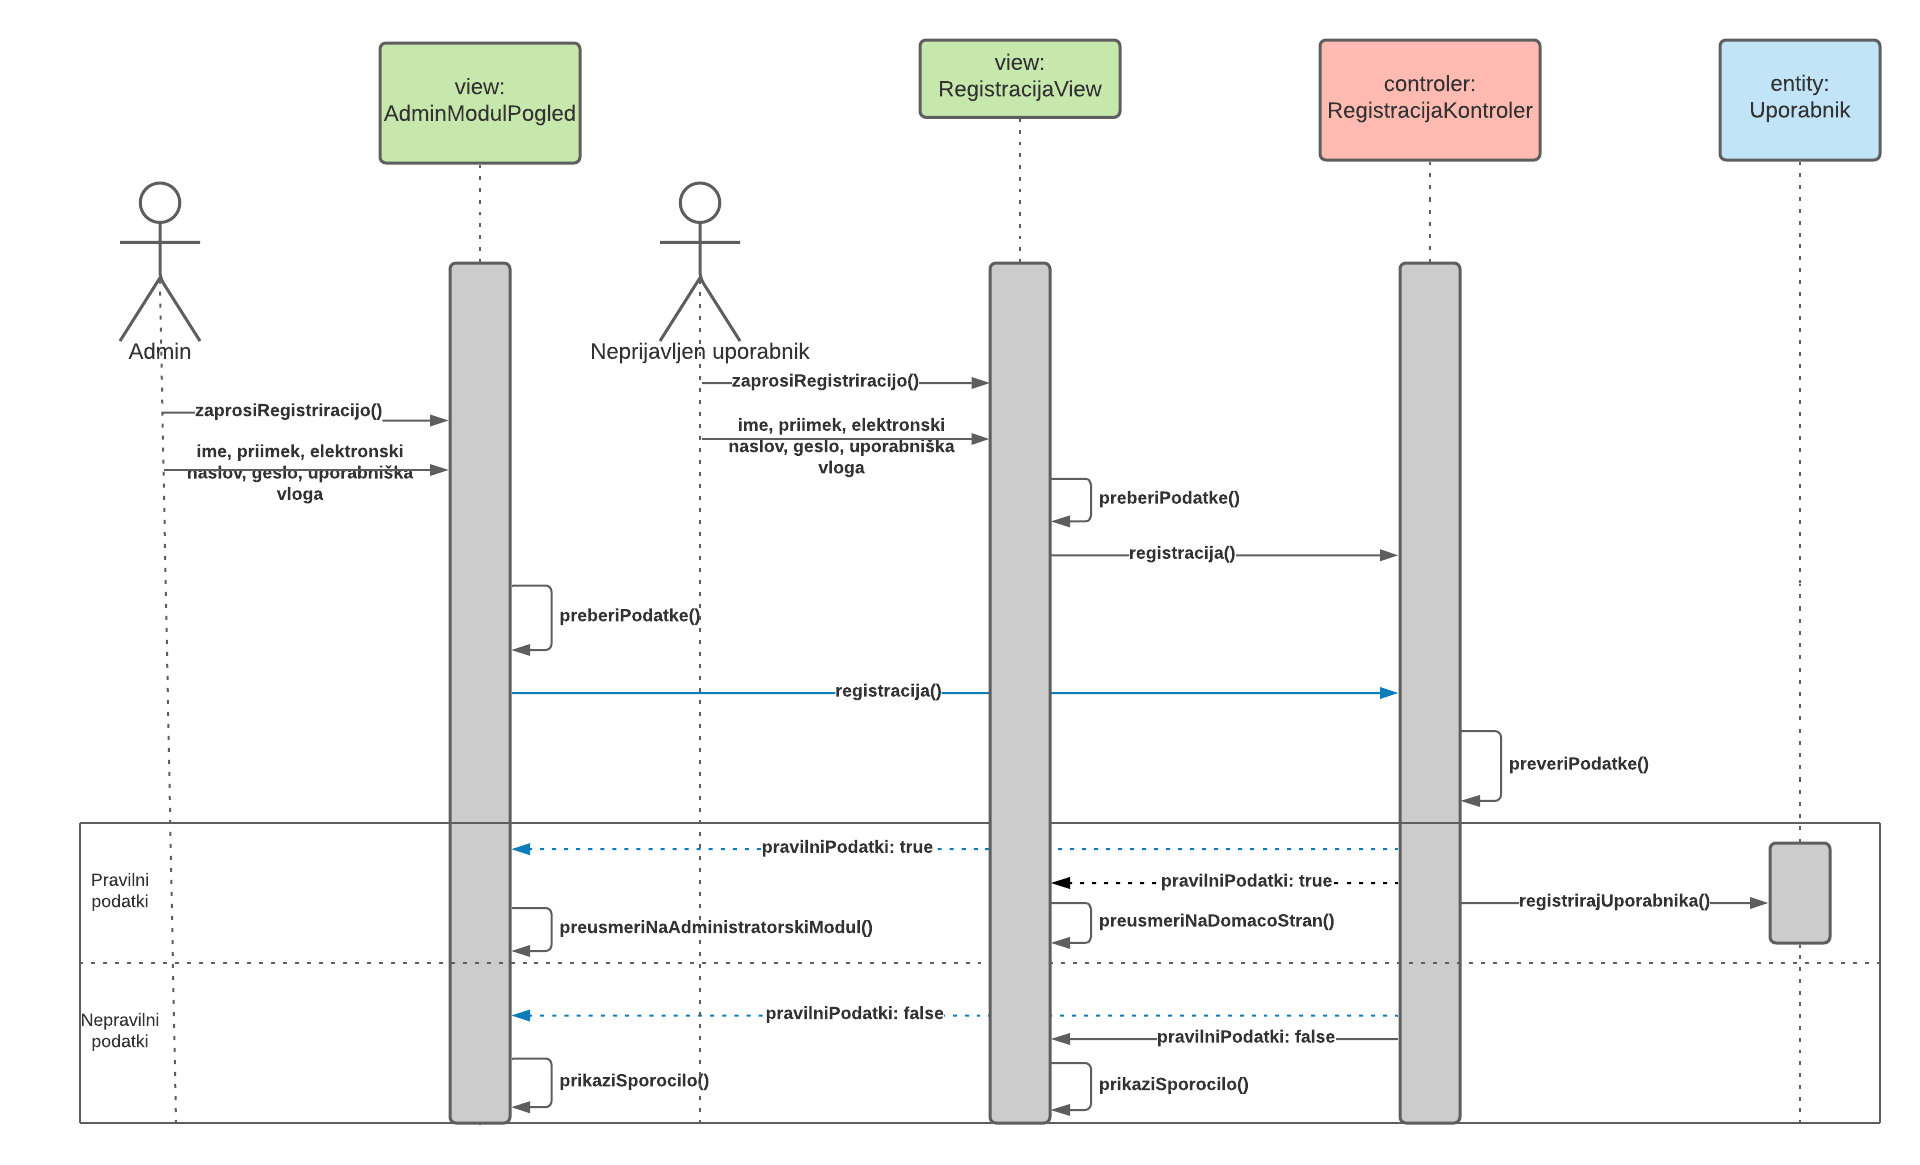 view:
AdminModulPogled
view:
RegistracijaView
controler:
RegistracijaKontroler
entity:
Uporabnik
Admin
Neprijavljen uporabnik
zaprosiRegistriracijo()
zaprosiRegistriracijo()
ime, priimek, elektronski
naslov, geslo, uporabniška
vloga
ime, priimek, elektronski
naslov, geslo, uporabniška
vloga
preberiPodatke()
registracija()
preberiPodatke()
registracija()
preveriPodatke()
pravilniPodatki: true
Pravilni
podatki
pravilniPodatki: true
registrirajUporabnika()
preusmeriNaAdministratorskiModul()
preusmeriNaDomacoStran()
Nepravilni
podatki
pravilniPodatki: false
pravilniPodatki: false
prikaziSporocilo()
prikaziSporocilo()